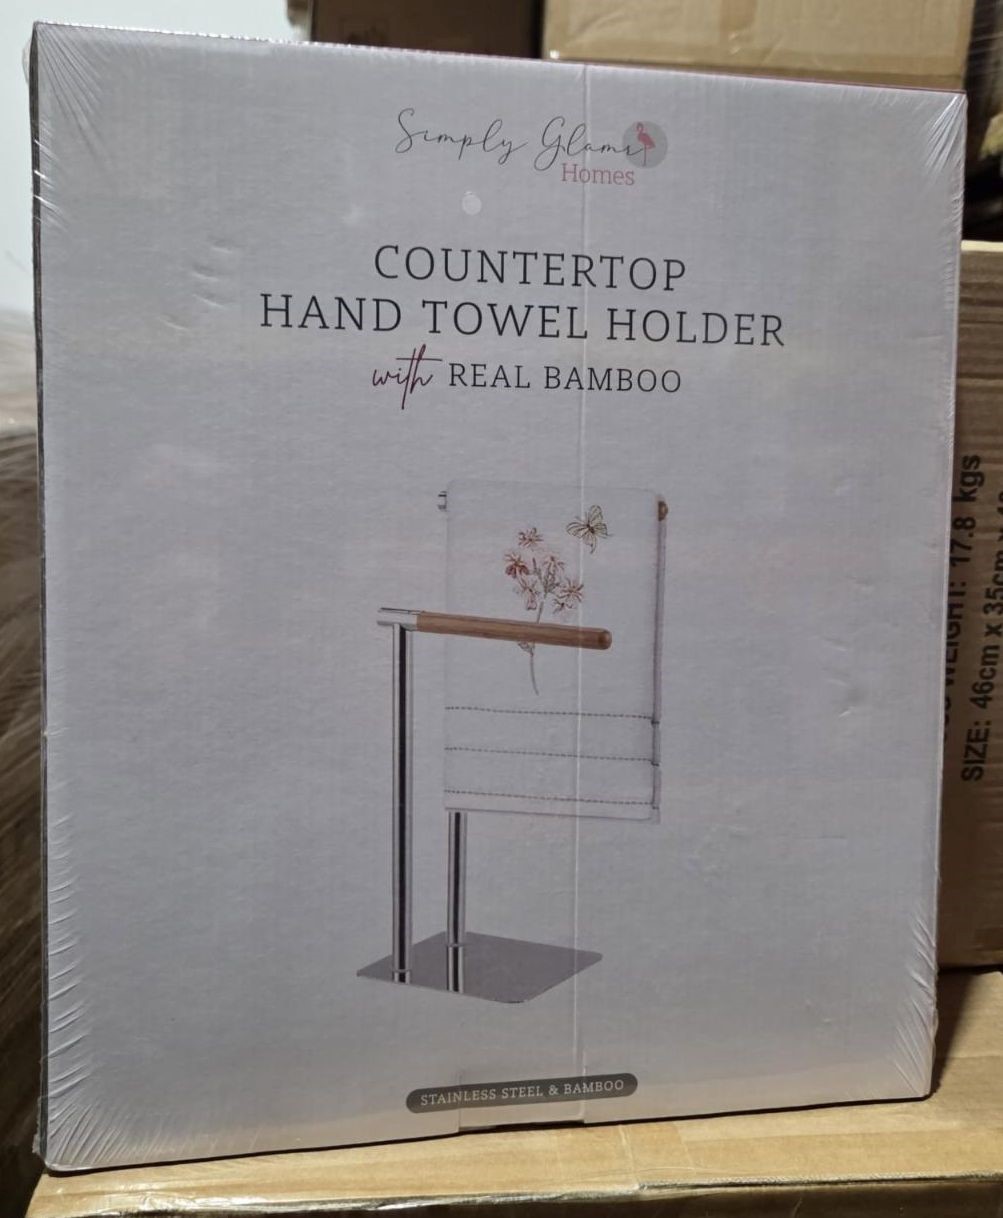 Simply Glamr
Homes
COUNTERTOP
HAND TOWEL HOLDER
with REAL BAMBOO
STAINLESS STEEL & BAMBOO
WEIGHT: 17.8 kgs
SIZE: 46cm x 35cm x